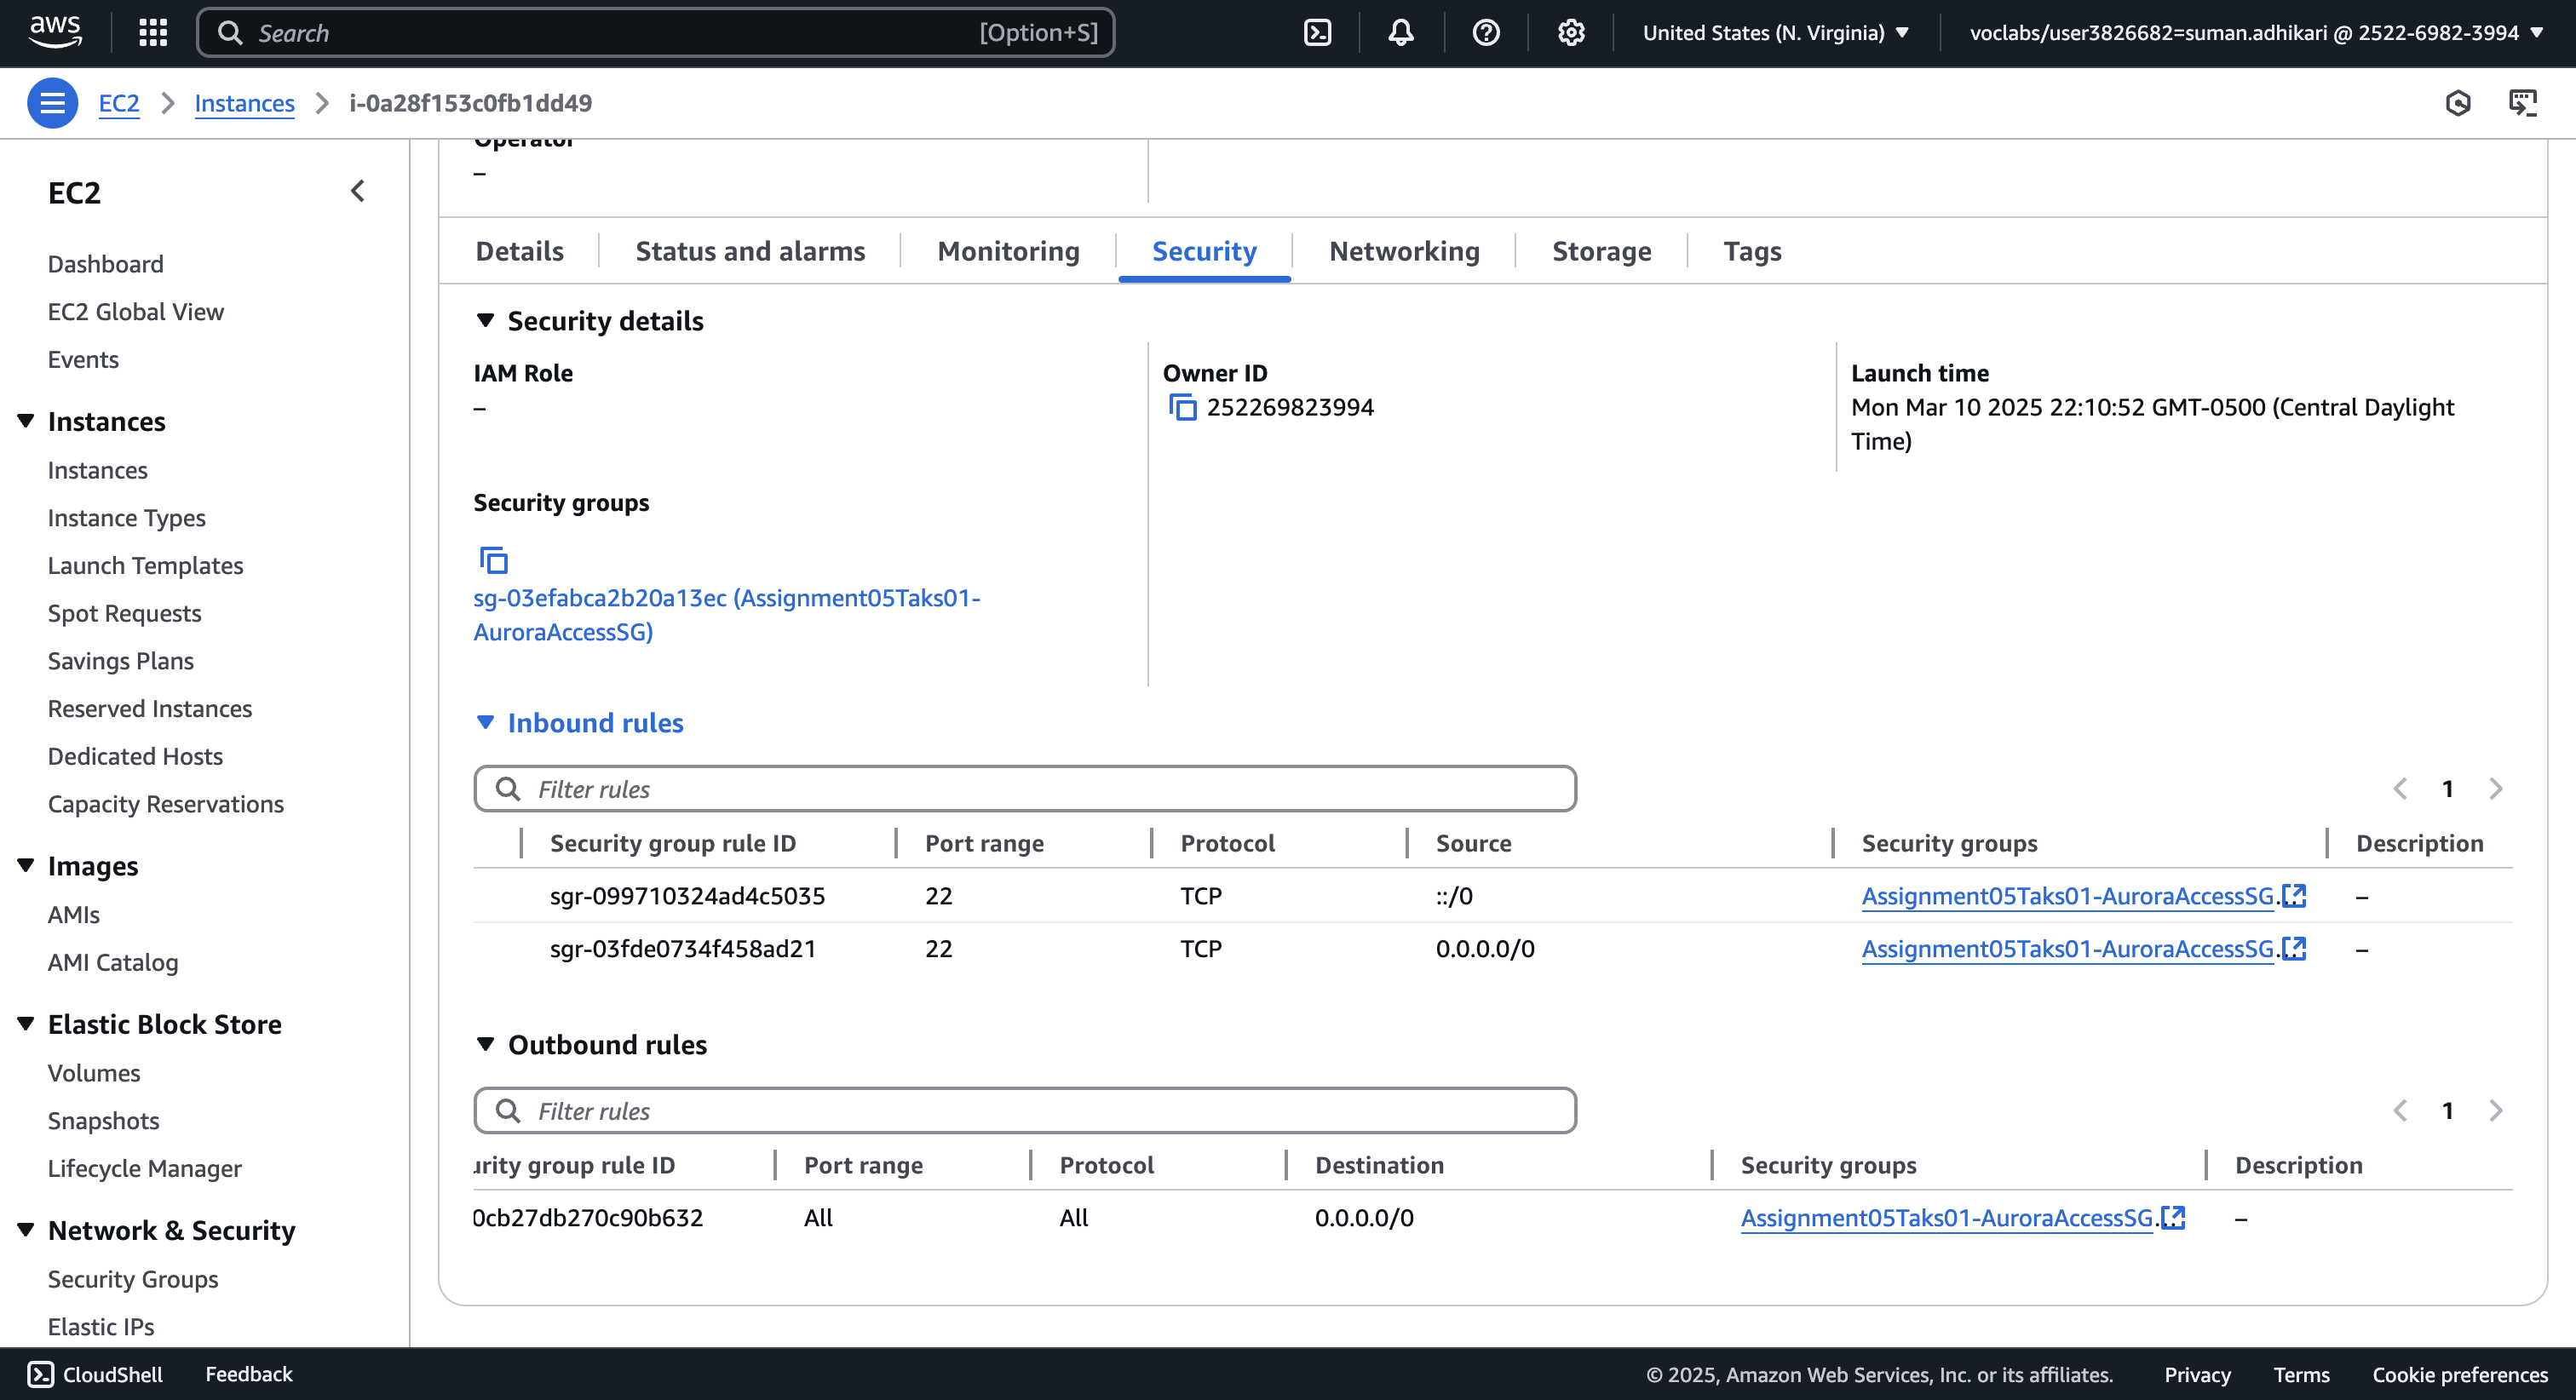 aws
Search [Option+S]
United States (N. Virginia)
voclabs/user3826682=suman.adhikari @ 2522-6982-3994
EC2 Instances i-0a28f153c0fb1dd49
EC2
Dashboard
EC2 Global View
Events
Instances
Instances
Instance Types
Launch Templates
Spot Requests
Savings Plans
Reserved Instances
Dedicated Hosts
Capacity Reservations
Images
AMIs
AMI Catalog
Elastic Block Store
Volumes
Snapshots
Lifecycle Manager
Network & Security
Security Groups
Elastic IPs
Operator
–
Details Status and alarms Monitoring Security Networking Storage Tags
Security details
IAM Role
–
Owner ID
252269823994
Launch time
Mon Mar 10 2025 22:10:52 GMT-0500 (Central Daylight
Time)
Security groups
sg-03efabca2b20a13ec (Assignment05Taks01-
AuroraAccessSG)
Inbound rules
Filter rules
1
Security group rule ID Port range Protocol Source Security groups Description
sgr-099710324ad4c5035 22 TCP ::/0 Assignment05Taks01-AuroraAccessSG... –
sgr-03fde0734f458ad21 22 TCP 0.0.0.0/0 Assignment05Taks01-AuroraAccessSG... –
Outbound rules
Filter rules
1
urity group rule ID Port range Protocol Destination Security groups Description
0cb27db270c90b632 All All 0.0.0.0/0 Assignment05Taks01-AuroraAccessSG... –
CloudShell Feedback
© 2025, Amazon Web Services, Inc. or its affiliates. Privacy Terms Cookie preferences